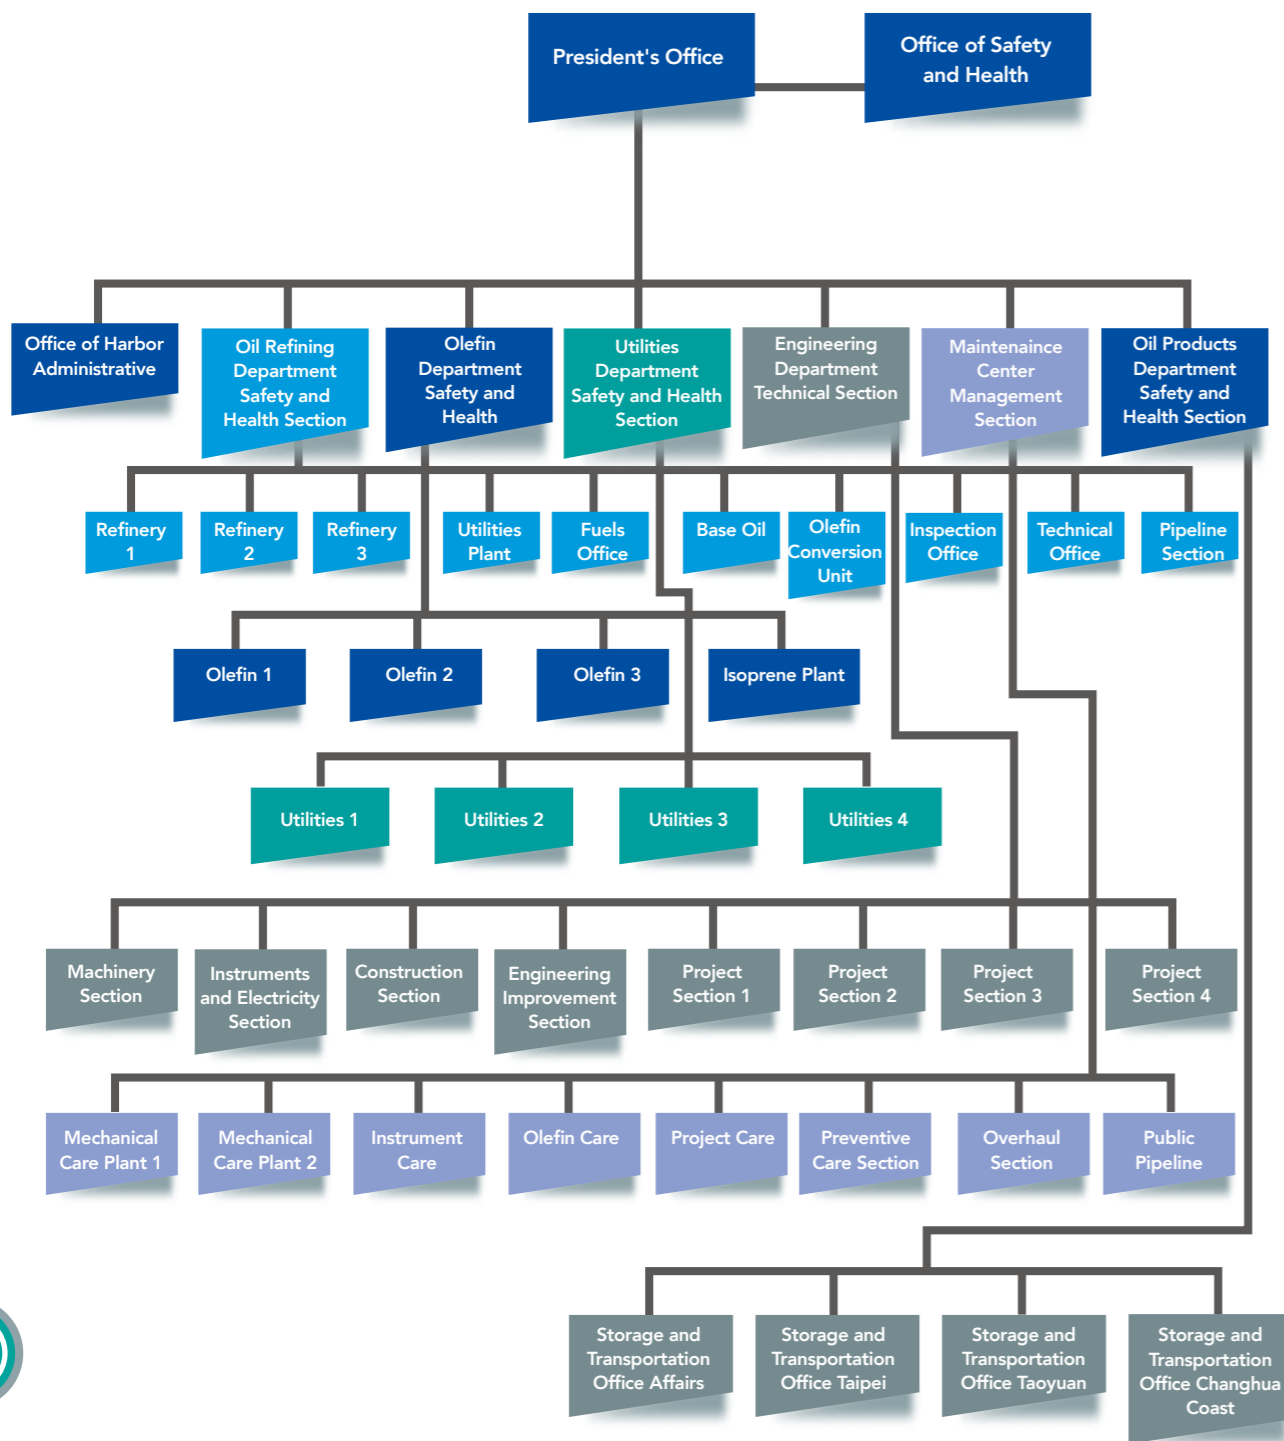 President's Office
Office of Safety
and Health
Office of Harbor
Administrative
Oil Refining
Department
Safety and
Health Section
Olefin
Department
Safety and
Health
Utilities
Department
Safety and Health
Section
Engineering
Department
Technical Section
Maintenaince
Center
Management
Section
Oil Products
Department
Safety and
Health Section
Refinery
1
Refinery
2
Refinery
3
Utilities
Plant
Fuels
Office
Base Oil
Olefin
Conversion
Unit
Inspection
Office
Technical
Office
Pipeline
Section
Olefin 1
Olefin 2
Olefin 3
Isoprene Plant
Utilities 1
Utilities 2
Utilities 3
Utilities 4
Machinery
Section
Instruments
and Electricity
Section
Construction
Section
Engineering
Improvement
Section
Project
Section 1
Project
Section 2
Project
Section 3
Project
Section 4
Mechanical
Care Plant 1
Mechanical
Care Plant 2
Instrument
Care
Olefin Care
Project Care
Preventive
Care Section
Overhaul
Section
Public
Pipeline
Storage and
Transportation
Office Affairs
Storage and
Transportation
Office Taipei
Storage and
Transportation
Office Taoyuan
Storage and
Transportation
Office Changhua
Coast